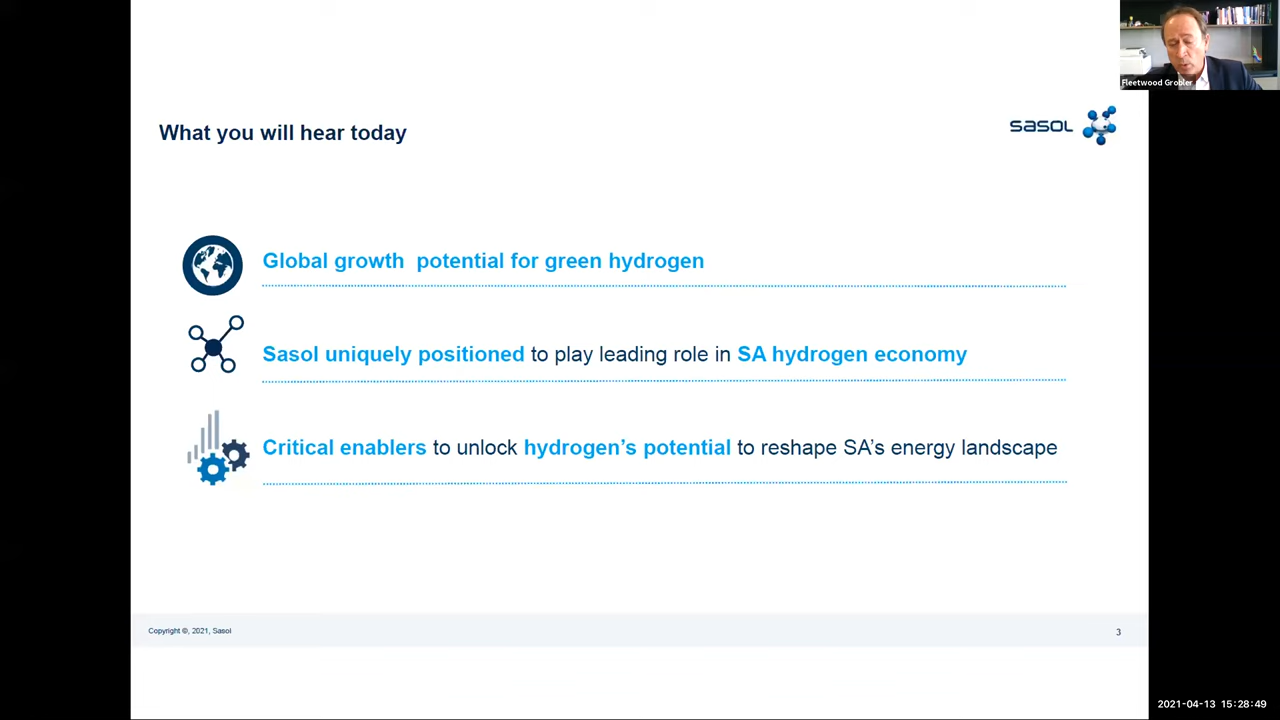 Fleetwood Grobler
What you will hear today
sasol
Global growth potential for green hydrogen
Sasol uniquely positioned to play leading role in SA hydrogen economy
Critical enablers to unlock hydrogen’s potential to reshape SA’s energy landscape
Copyright ©, 2021, Sasol
3
2021-04-13 15:28:49